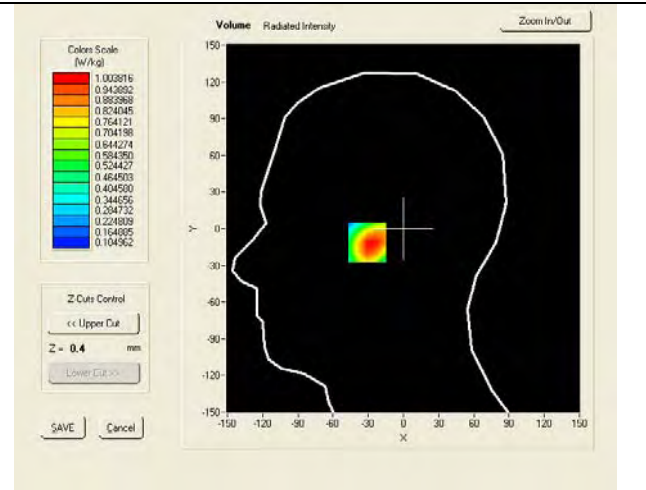 Volume Radiated Intensity
Zoom In/Out
Colors Scale
(W/kg)
1.003816
0.943892
0.883968
0.824045
0.764121
0.704198
0.644274
0.584350
0.524427
0.464503
0.404580
0.344656
0.284732
0.224809
0.164885
0.104962
Z Cuts Control
<< Upper Cut
Z = 0.4 mm
Lower Cut >>
SAVE Cancel
150
120
90
60
30
0
-30
-60
-90
-120
-150
Y
-150 -120 -90 -60 -30 0 30 60 90 120 150
X